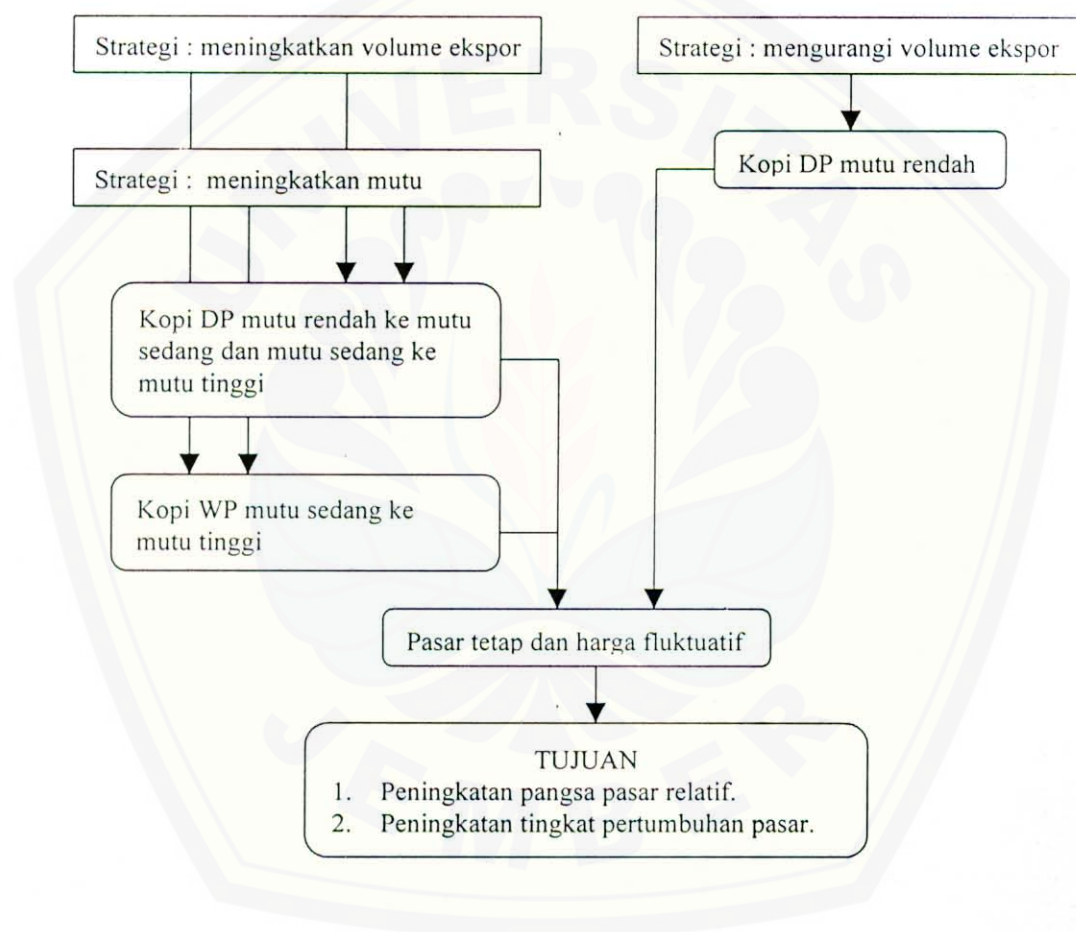 Strategi : meningkatkan volume ekspor
Strategi : mengurangi volume ekspor
Kopi DP mutu rendah
Strategi : meningkatkan mutu
Kopi DP mutu rendah ke mutu
sedang dan mutu sedang ke
mutu tinggi
Kopi WP mutu sedang ke
mutu tinggi
Pasar tetap dan harga fluktuatif
TUJUAN
1. Peningkatan pangsa pasar relatif.
2. Peningkatan tingkat pertumbuhan pasar.
UNIVERSITAS
JEMBER